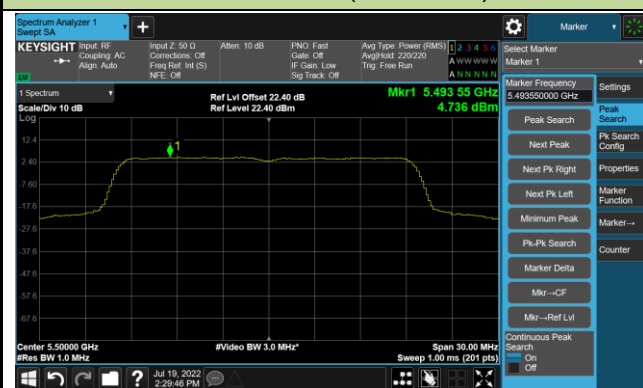 Spectrum Analyzer 1
Swept SA
Marker
KEYSIGHT
Input: RF
Coupling: AC
Align: Auto
Input Z: 50 Ω
Corrections: Off
Freq Ref: Int (S)
NFE: Off
Atten: 10 dB
PNO: Fast
Gate: Off
IF Gain: Low
Sig Track: Off
Avg Type: Power (RMS)
Avg|Hold: 220/220
Trig: Free Run
1 2 3 4 5 6
A W W W W W
A N N N N N
LVI
Select Marker
Marker 1
1 Spectrum
Scale/Div 10 dB
Log
Ref Lvl Offset 22.40 dB
Ref Level 22.40 dBm
Mkr1 5.493 55 GHz
4.736 dBm
1
12.4
2.40
-7.60
-17.6
-27.6
-37.6
-47.6
-57.6
-67.6
Center 5.50000 GHz
#Res BW 1.0 MHz
#Video BW 3.0 MHz*
Span 30.00 MHz
Sweep 1.00 ms (201 pts)
Marker Frequency
5.493550000 GHz
Peak Search
Next Peak
Next Pk Right
Next Pk Left
Minimum Peak
Pk-Pk Search
Marker Delta
Mkr→CF
Mkr→Ref Lvl
Continuous Peak
Search
On
Off
Settings
Peak
Search
Pk Search
Config
Properties
Marker
Function
Marker→
Counter
Jul 19, 2022
2:29:46 PM